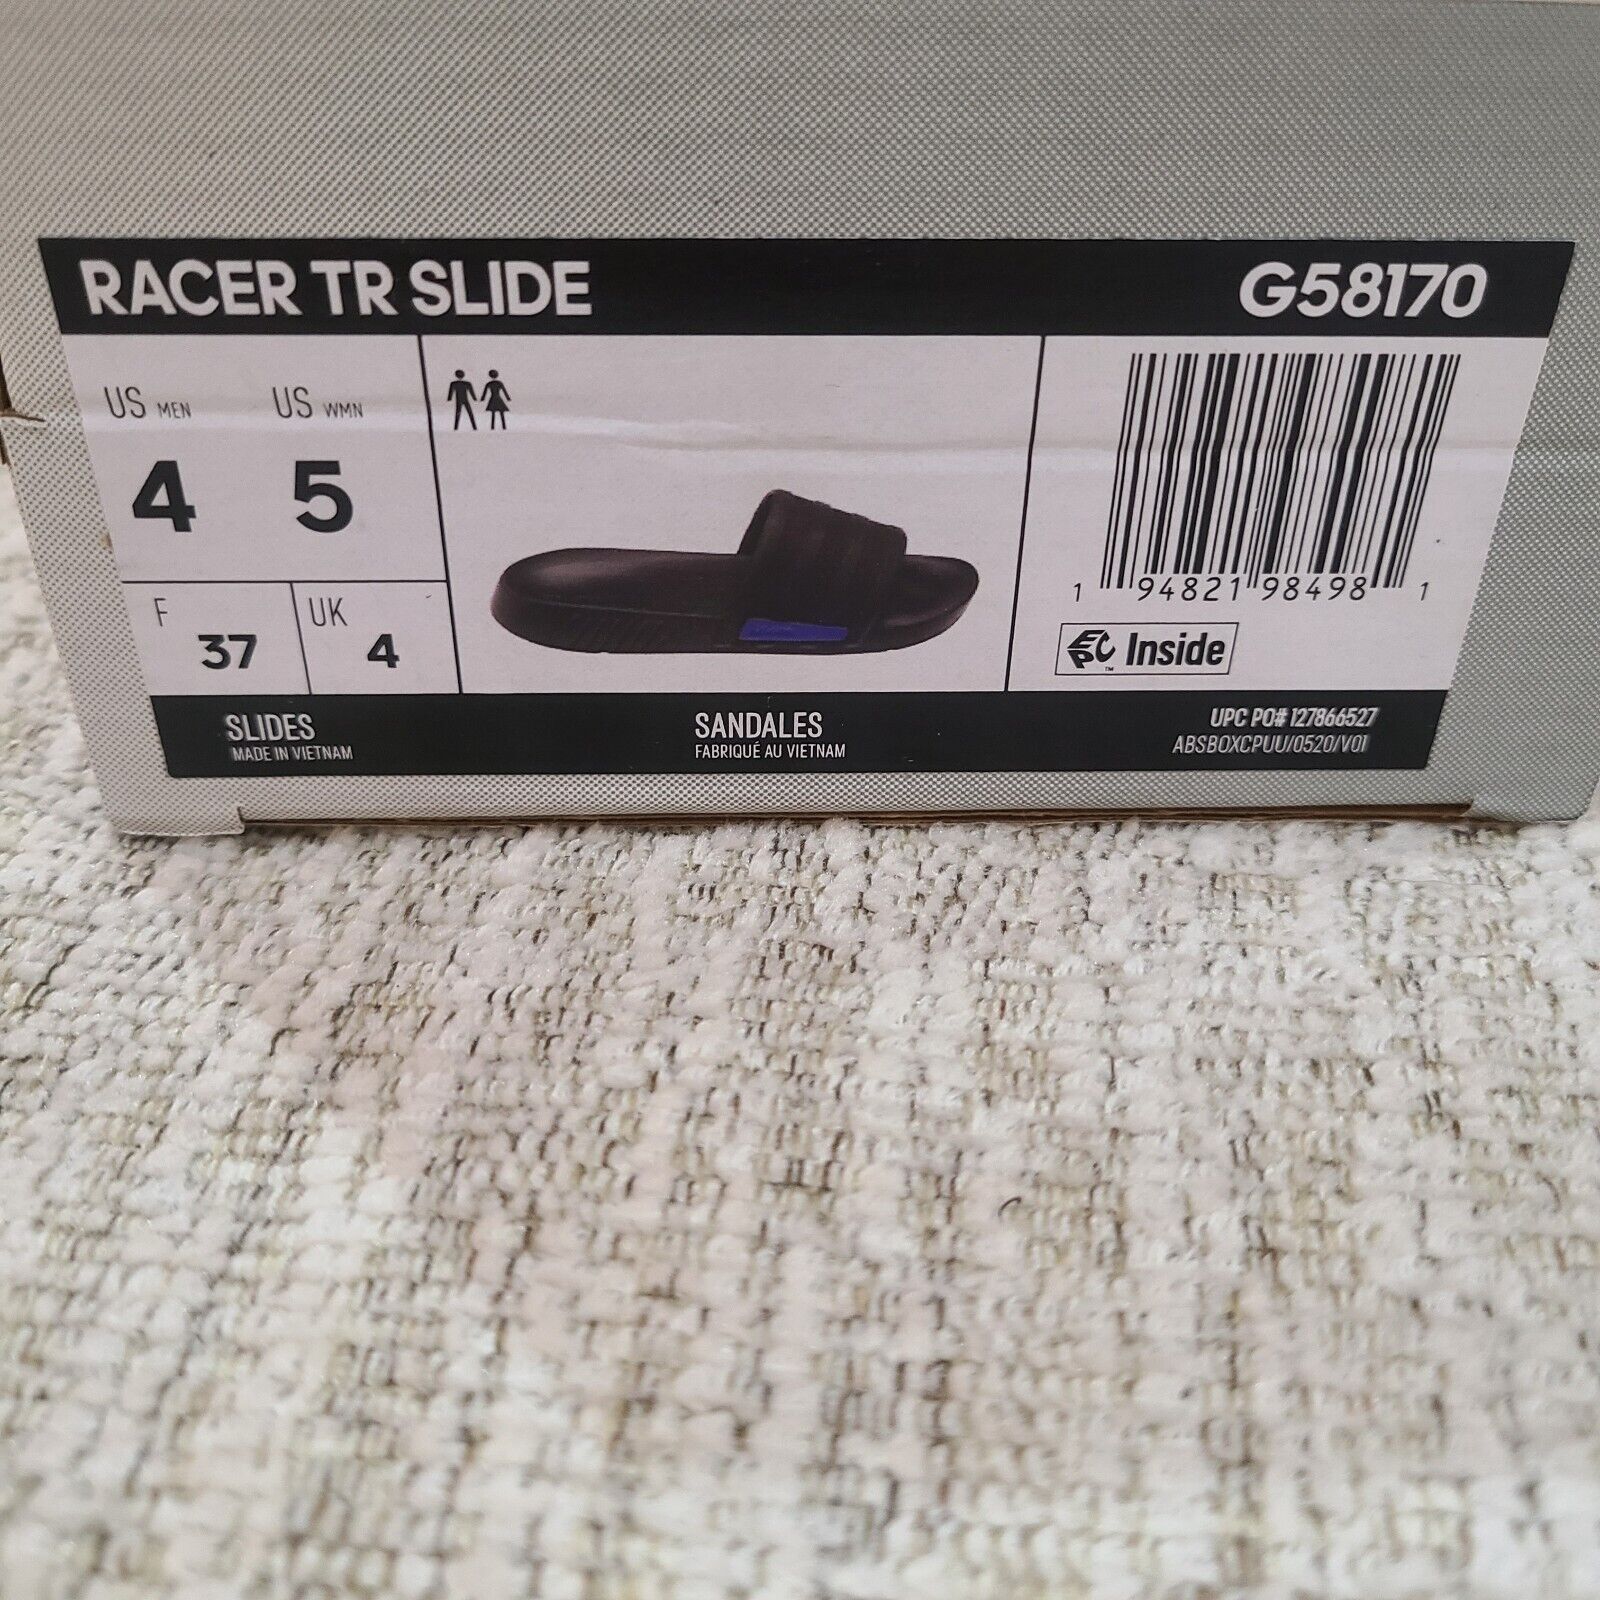 RACER TR SLIDE G58170
US MEN US WMN
4 5
F 37 UK 4
1 94821 98498 1
EPC™ Inside
SLIDES
MADE IN VIETNAM
SANDALES
FABRIQUÉ AU VIETNAM
UPC PO# 127866527
ABSBOXCPUU/0520/V01